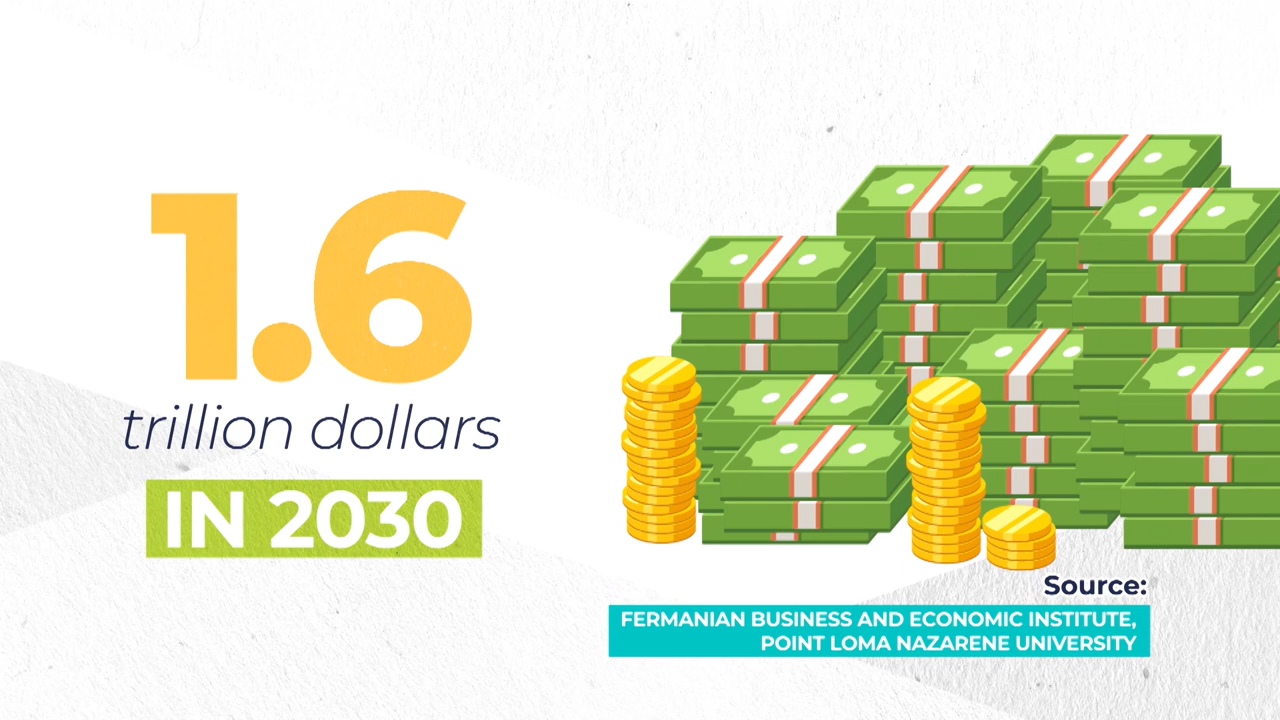 1.6
trillion dollars
IN 2030
Source:
FERMANIAN BUSINESS AND ECONOMIC INSTITUTE,
POINT LOMA NAZARENE UNIVERSITY